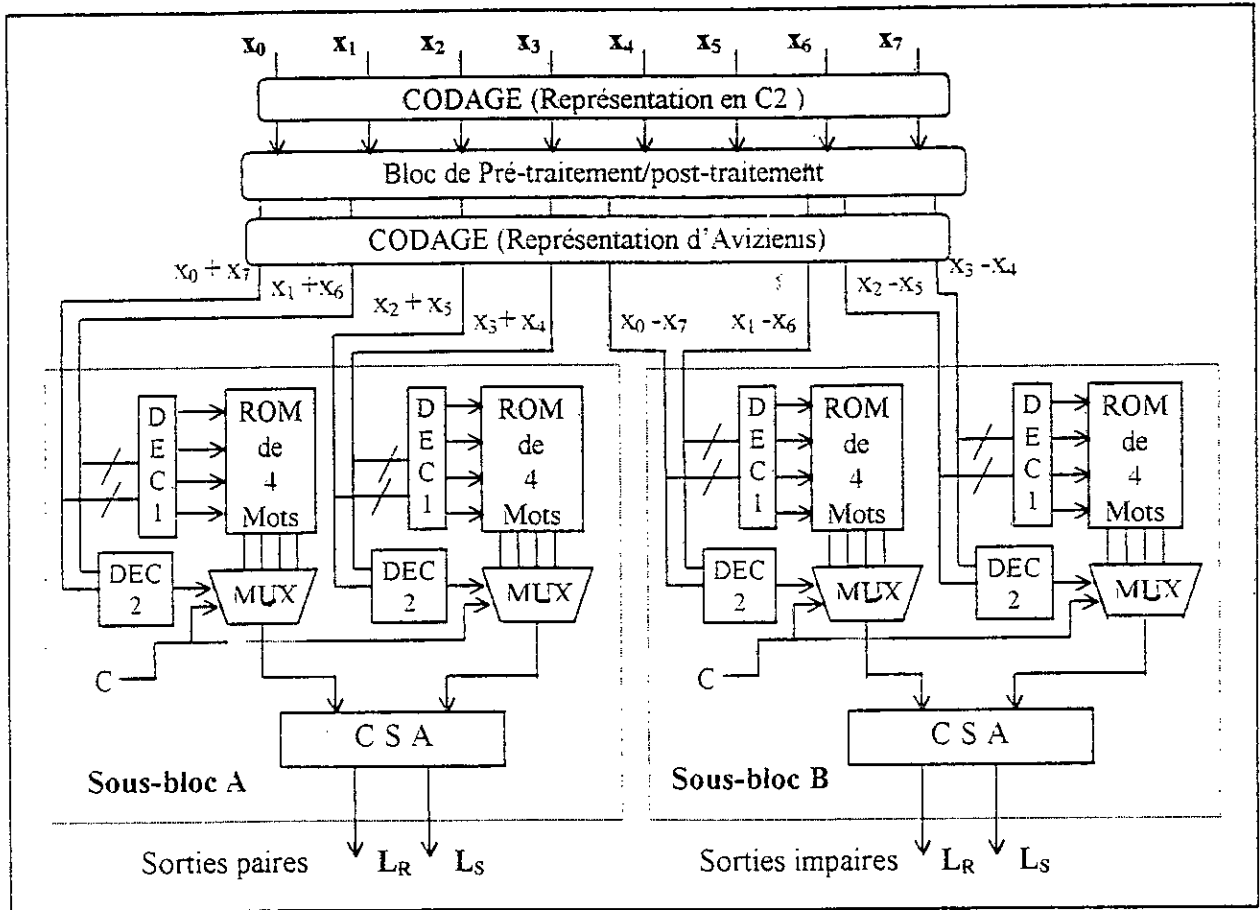 x0 x1 x2 x3 x4 x5 x6 x7
CODAGE (Représentation en C2 )
Bloc de Pré-traitement/post-traitement
CODAGE (Représentation d'Avizienis)
x0 + x7
x1 +x6
x2 + x5
x3+ x4
x0 -x7
x1 -x6
x2 -x5
x3 -x4
DEC1
ROM
de
4
Mots
DEC1
ROM
de
4
Mots
DEC1
ROM
de
4
Mots
DEC1
ROM
de
4
Mots
DEC
2
MUX
DEC
2
MUX
DEC
2
MUX
DEC
2
MUX
C
C
C S A
C S A
Sous-bloc A
Sous-bloc B
Sorties paires LR LS
Sorties impaires LR LS